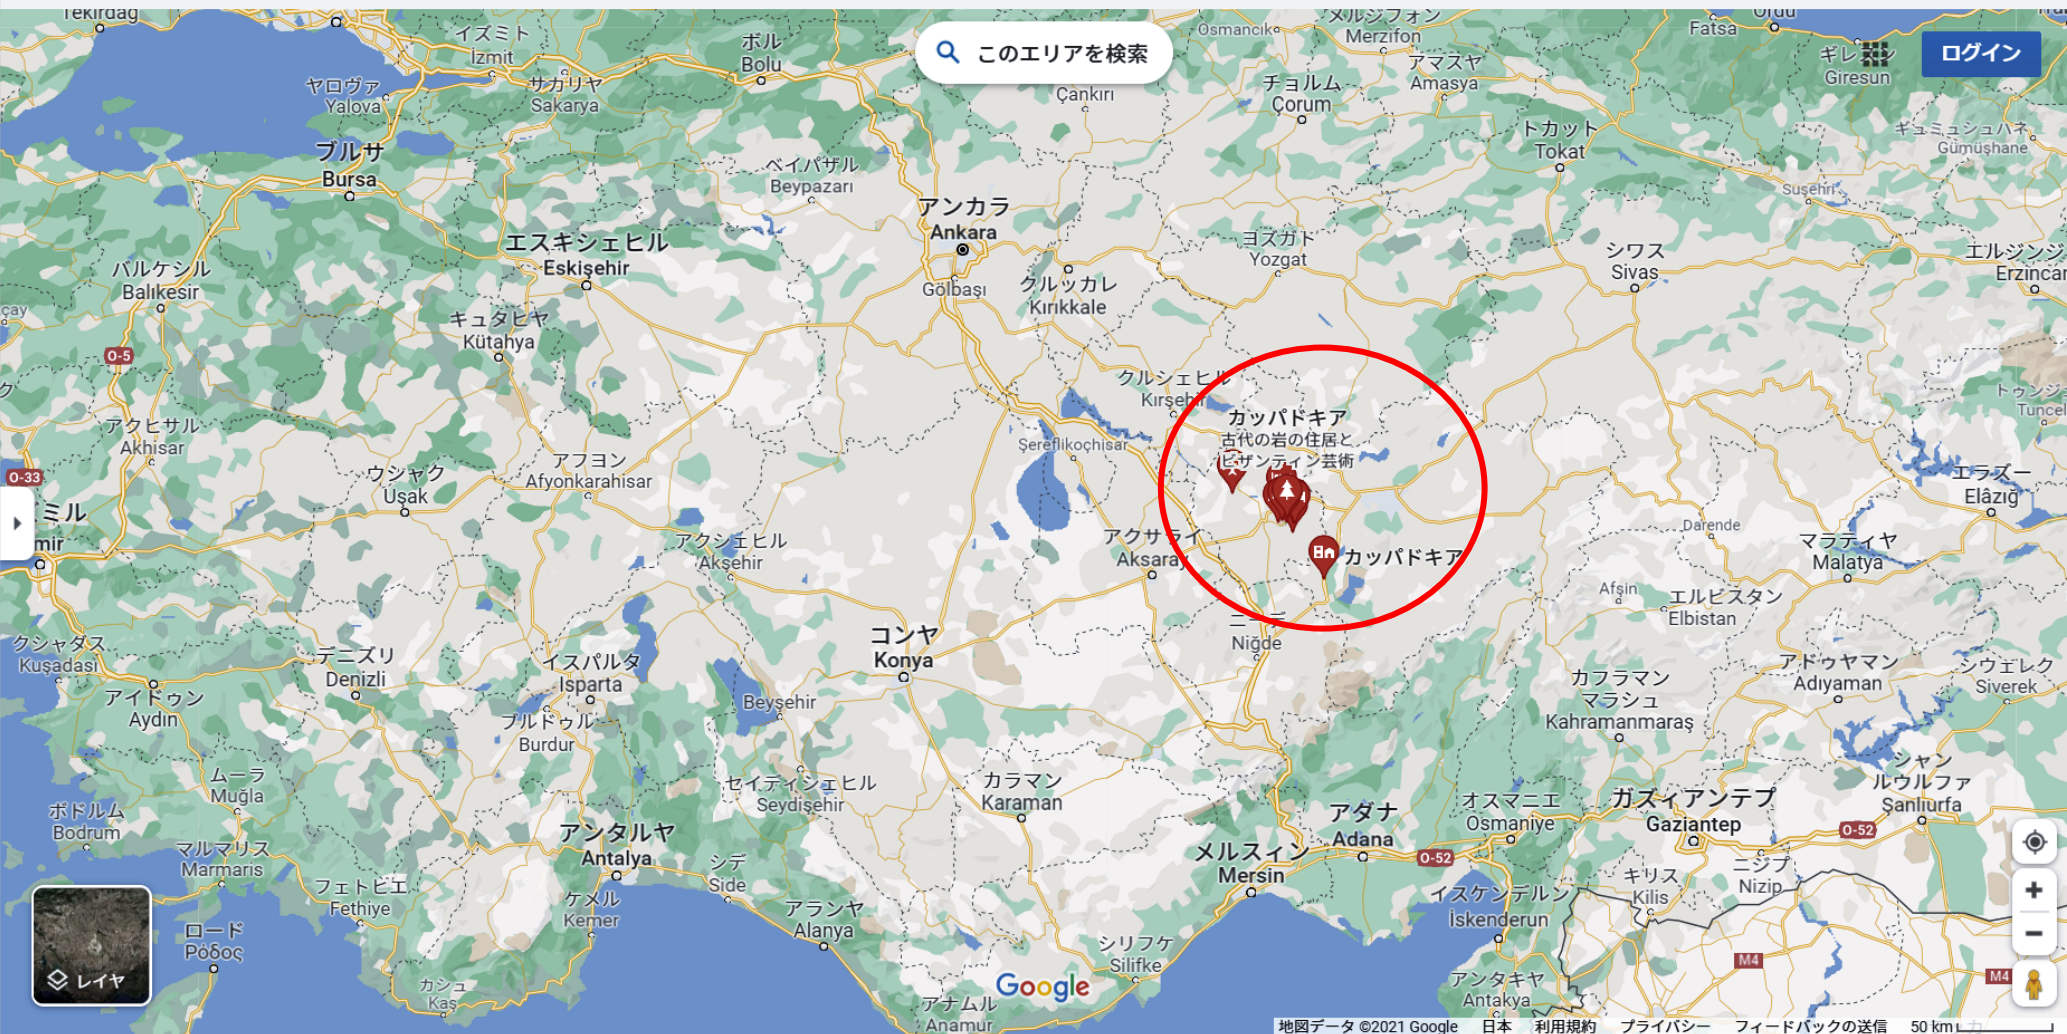 Tekirdağ
イズミト
İzmit
ボル
Bolu
このエリアを検索
Osmancık
メルジフォン
Merzifon
Fatsa
Ordu
ギレ
Giresun
ログイン
ヤロヴァ
Yalova
サカリヤ
Sakarya
Çankırı
チョルム
Çorum
アマスヤ
Amasya
トカット
Tokat
ギュミュシュハネ
Gümüşhane
ブルサ
Bursa
ベイパザル
Beypazarı
Suşehri
アンカラ
Ankara
エスキシェヒル
Eskişehir
ヨズガト
Yozgat
シワス
Sivas
エルジンジ
Erzincan
バルケシル
Balıkesir
Gölbaşı
クルッカレ
Kırıkkale
çay
キュタヒヤ
Kütahya
O-5
クルシェヒル
Kırşehir
トゥンジ
Tuncel
ク
アクヒサル
Akhisar
カッパドキア
古代の岩の住居と
ビザンティン芸術
Şereflikoçhisar
O-33
ウシャク
Uşak
アフヨン
Afyonkarahisar
エラズー
Elâzığ
ミル
mir
アクシェヒル
Akşehir
アクサライ
Aksaray
カッパドキア
Darende
マラティヤ
Malatya
Afşin
エルビスタン
Elbistan
クシャダス
Kuşadası
デニズリ
Denizli
イスパルタ
Isparta
コンヤ
Konya
ニーデ
Niğde
カフラマン
マラシュ
Kahramanmaraş
アドゥヤマン
Adıyaman
シウェレク
Siverek
アイドゥン
Aydın
ブルドゥル
Burdur
Beyşehir
ムーラ
Muğla
セイディシェヒル
Seydişehir
カラマン
Karaman
シャン
ルウルファ
Şanlıurfa
ボドルム
Bodrum
アンタルヤ
Antalya
アダナ
Adana
オスマニエ
Osmaniye
ガズィアンテプ
Gaziantep
O-52
マルマリス
Marmaris
シデ
Side
メルスィン
Mersin
O-52
ニジプ
Nizip
キリス
Kilis
フェトヒエ
Fethiye
ケメル
Kemer
アランヤ
Alanya
イスケンデルン
İskenderun
ロード
Ρόδος
シリフケ
Silifke
M4
M4
レイヤ
カシュ
Kaş
Google
アンタキヤ
Antakya
アナムル
Anamur
地図データ ©2021 Google 日本 利用規約 プライバシー フィードバックの送信 50 km